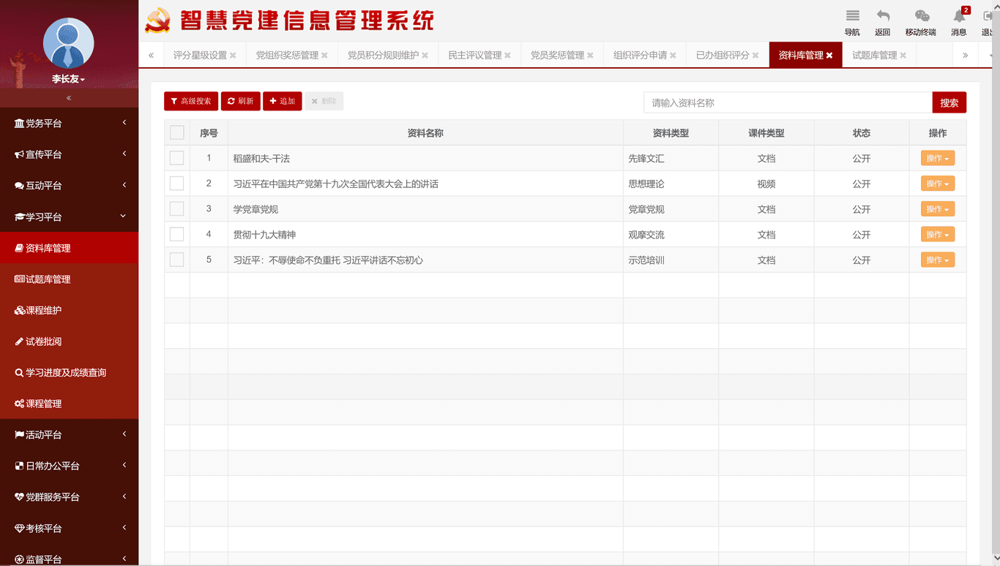 智慧党建信息管理系统
导航 返回 移动终端 消息 2
李长友
评分星级设置 党组织奖惩管理 党员积分规则维护 民主评议管理 党员奖惩管理 组织评分申请 已办组织评分 资料库管理 试题库管理
党务平台
宣传平台
互动平台
学习平台
资料库管理
试题库管理
课程维护
试卷批阅
学习进度及成绩查询
课程管理
活动平台
日常办公平台
党群服务平台
考核平台
监督平台
高级搜索 刷新 追加 删除 请输入资料名称 搜索
序号 资料名称 资料类型 课件类型 状态 操作
1 稻盛和夫-干法 先锋文汇 文档 公开 操作
2 习近平在中国共产党第十九次全国代表大会上的讲话 思想理论 视频 公开 操作
3 学党章党规 党章党规 文档 公开 操作
4 贯彻十九大精神 观摩交流 文档 公开 操作
5 习近平：不辱使命不负重托 习近平讲话不忘初心 示范培训 文档 公开 操作